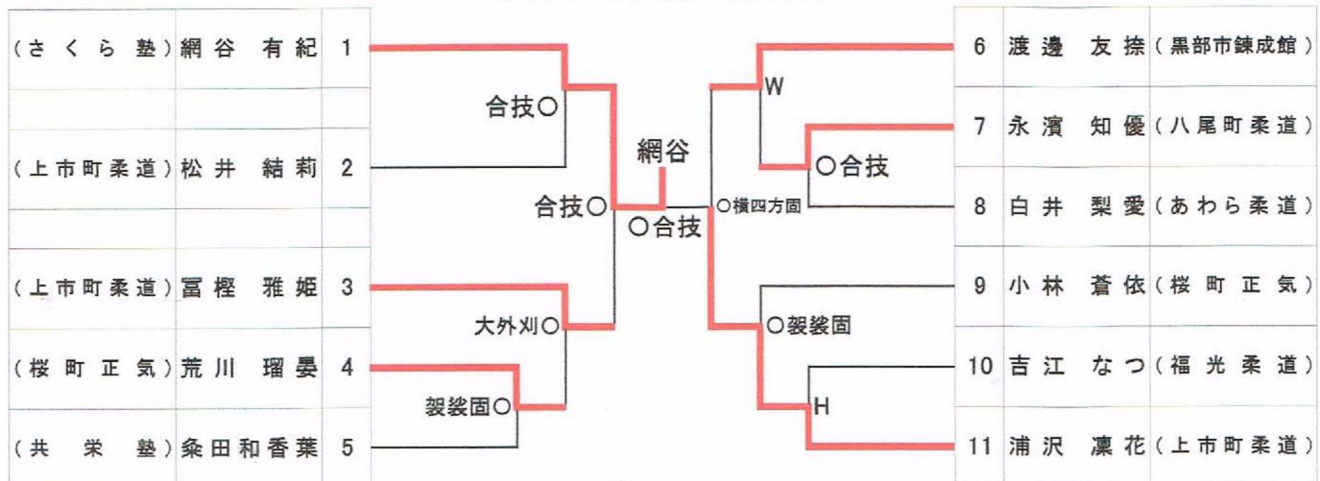 (さくら塾) 網谷 有紀 1
合技○
(上市町柔道) 松井 結莉 2
合技○
(上市町柔道) 冨樫 雅姫 3
大外刈○
(桜町正気) 荒川 瑠晏 4
袈裟固○
(共栄塾) 粂田和香葉 5
網谷
○合技
6 渡邊 友捺 (黒部市錬成館)
W
7 永濱 知優 (八尾町柔道)
○合技
8 白井 梨愛 (あわら柔道)
○横四方固
9 小林 蒼依 (桜町正気)
○袈裟固
10 吉江 なつ (福光柔道)
H
11 浦沢 凜花 (上市町柔道)